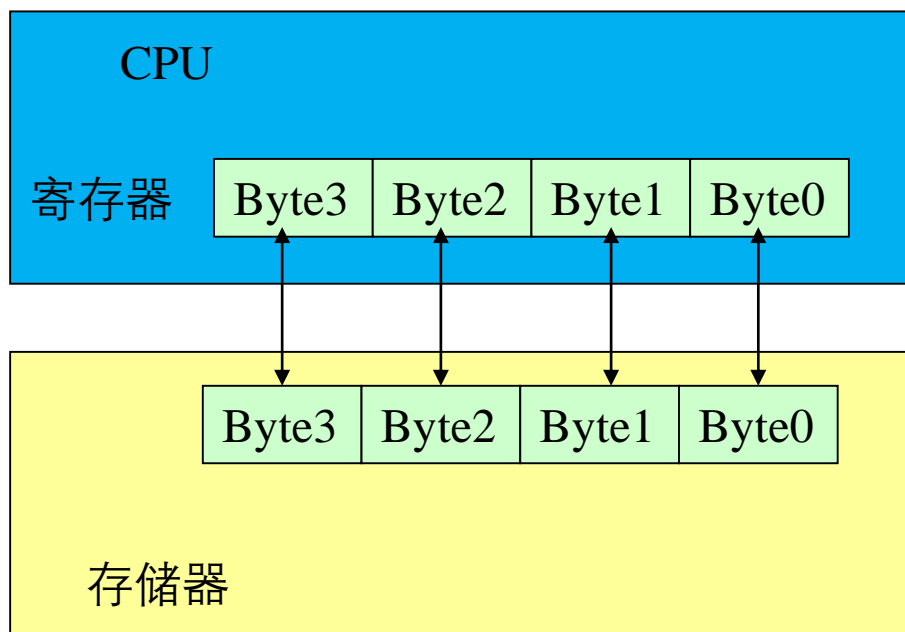 CPU
寄存器 Byte3 Byte2 Byte1 Byte0
Byte3 Byte2 Byte1 Byte0
存储器